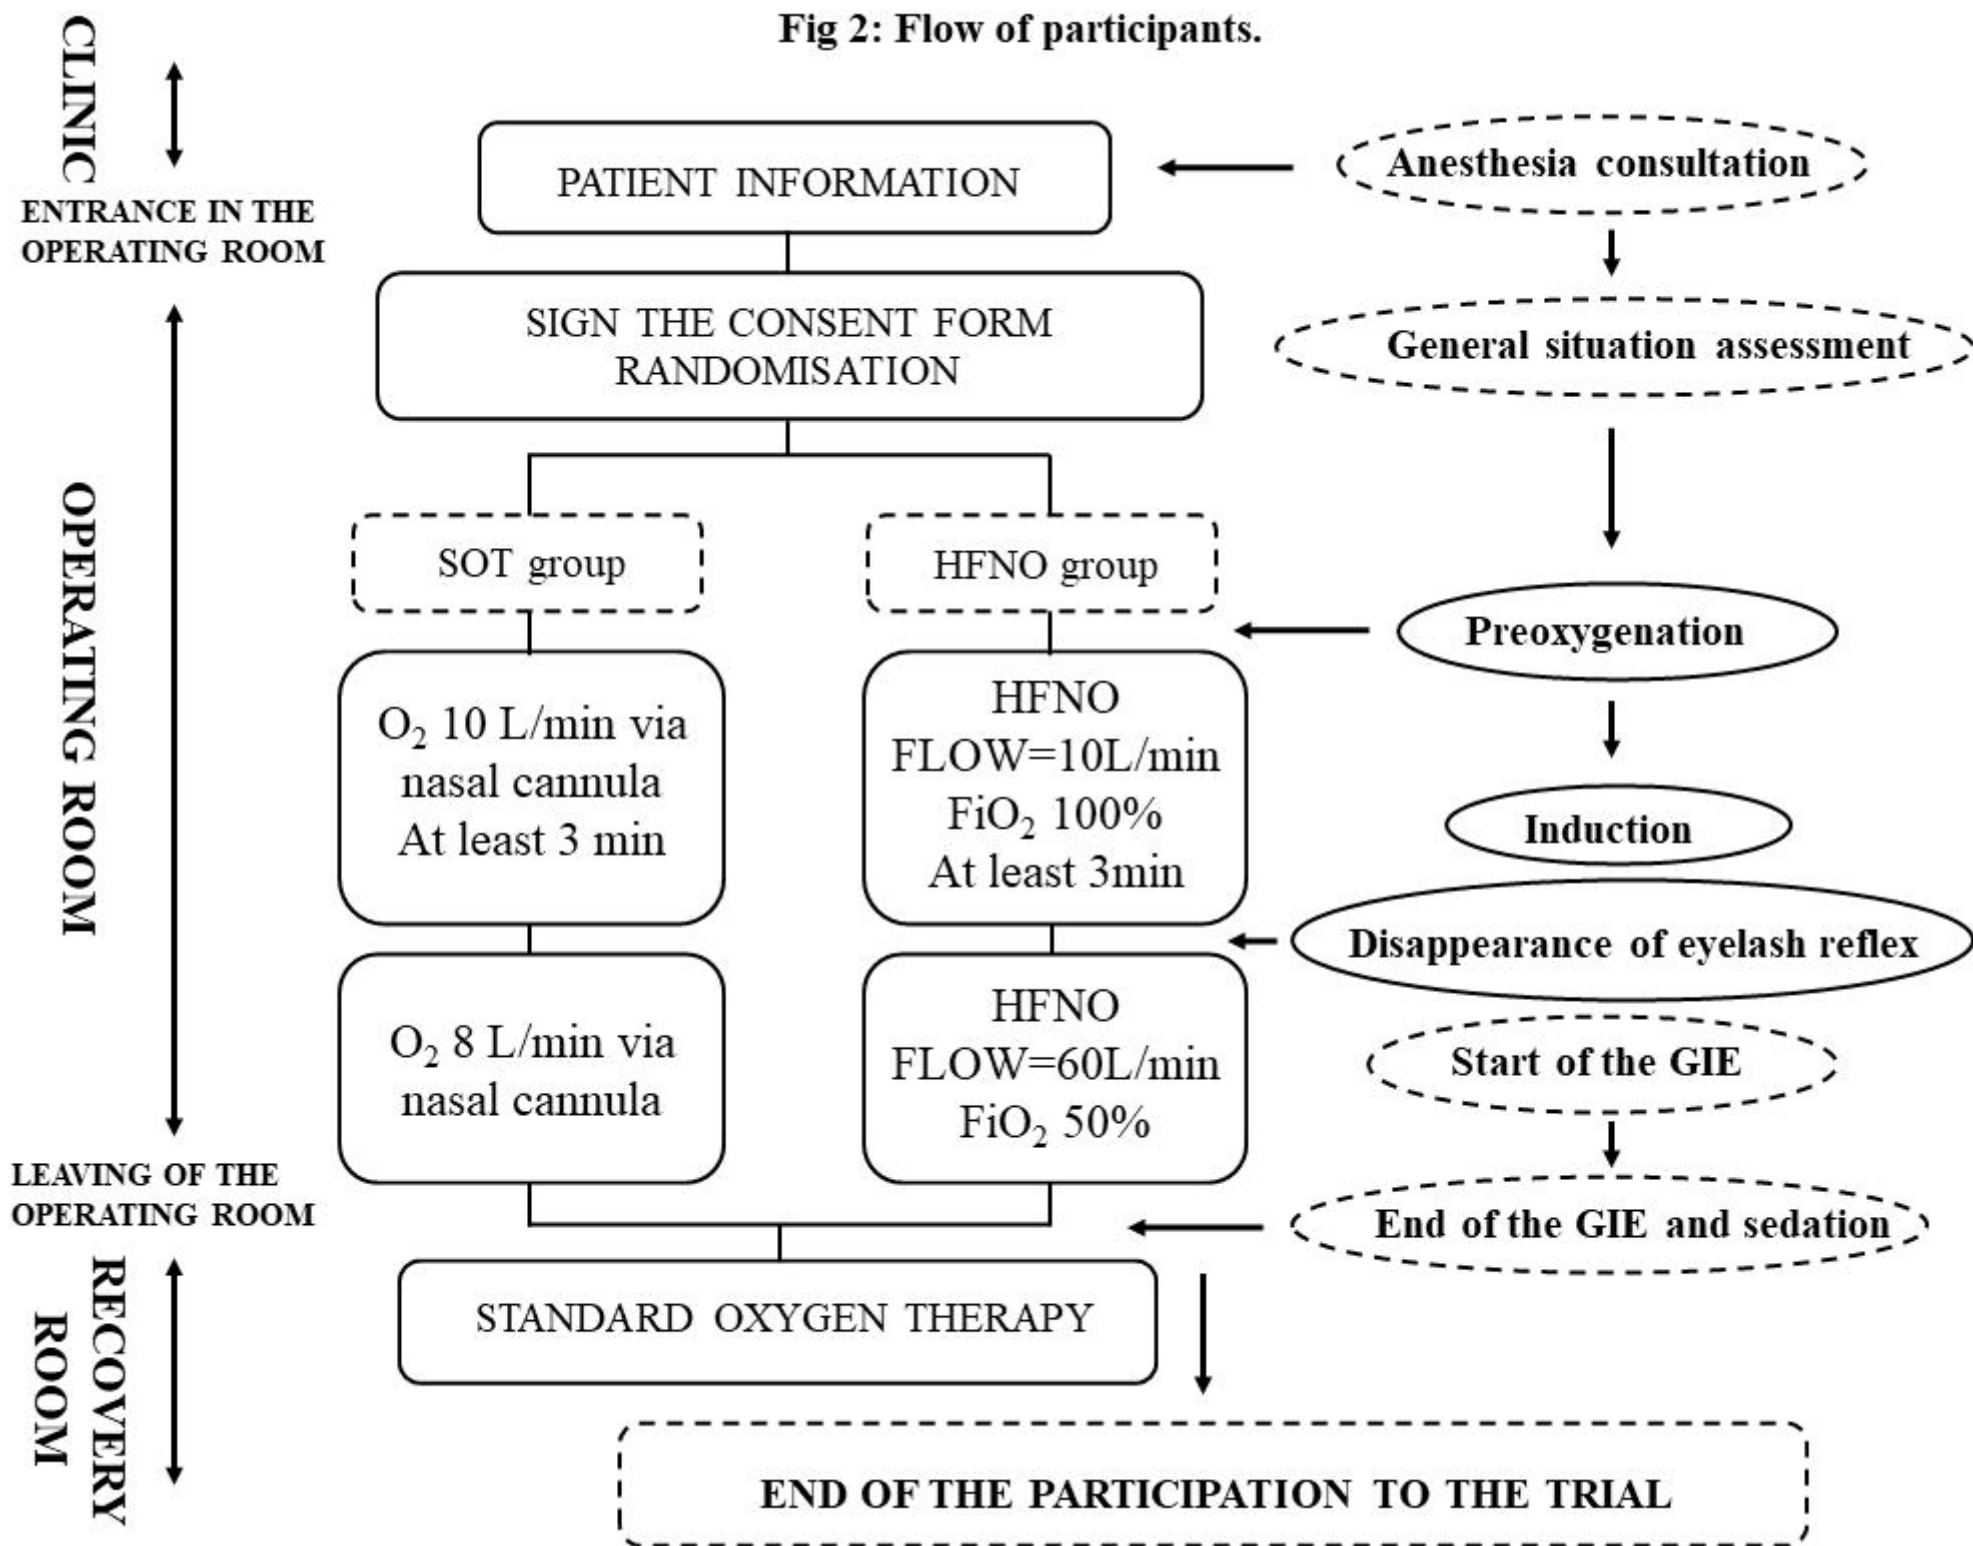 Fig 2: Flow of participants.
CLINIC
PATIENT INFORMATION
Anesthesia consultation
ENTRANCE IN THE
OPERATING ROOM
SIGN THE CONSENT FORM
RANDOMISATION
General situation assessment
OPERATING ROOM
SOT group
HFNO group
Preoxygenation
O₂ 10 L/min via
nasal cannula
At least 3 min
HFNO
FLOW=10L/min
FiO₂ 100%
At least 3min
Induction
Disappearance of eyelash reflex
O₂ 8 L/min via
nasal cannula
HFNO
FLOW=60L/min
FiO₂ 50%
Start of the GIE
LEAVING OF THE
OPERATING ROOM
End of the GIE and sedation
RECOVERY
ROOM
STANDARD OXYGEN THERAPY
END OF THE PARTICIPATION TO THE TRIAL